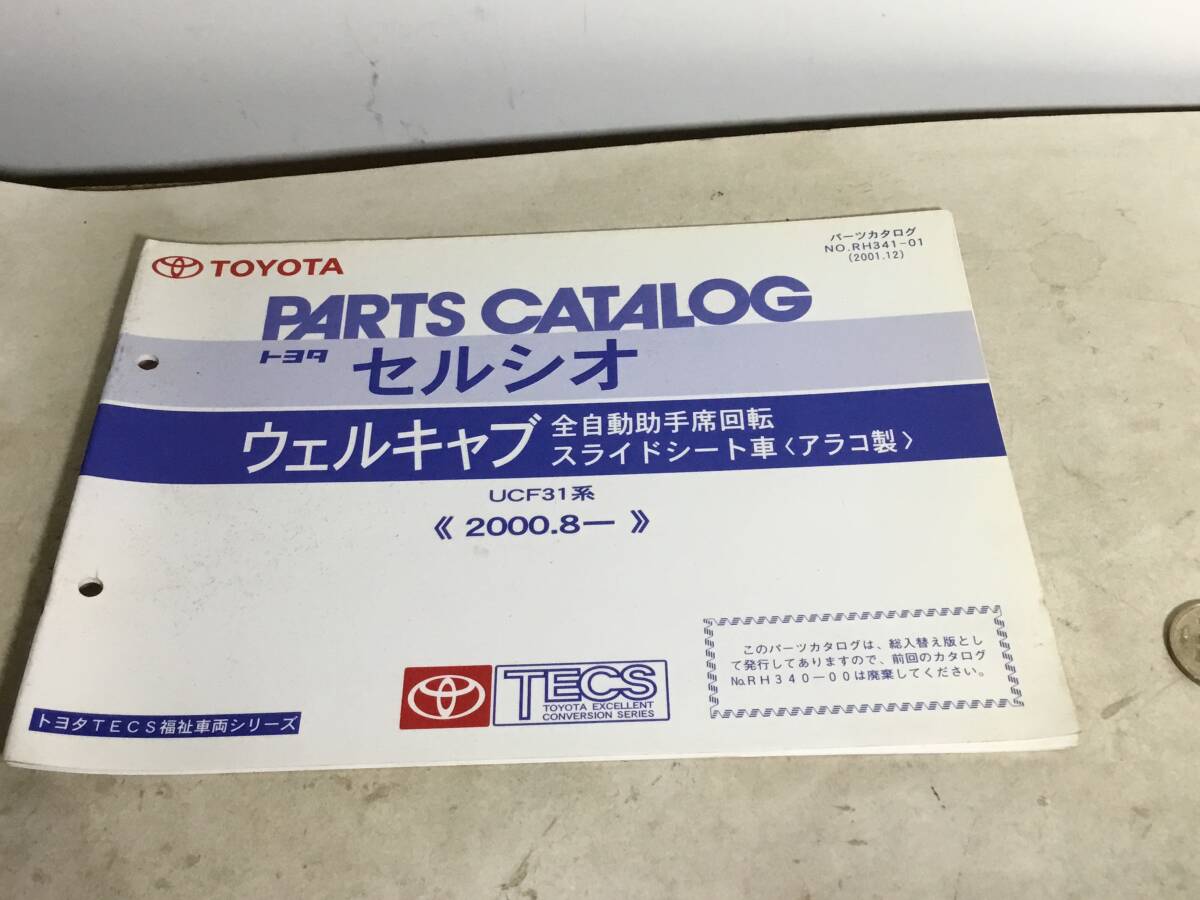 パーツカタログ
NO.RH341-01
(2001.12)
TOYOTA
PARTS CATALOG
トヨタ セルシオ
ウェルキャブ 全自動助手席回転
スライドシート車〈アラコ製〉
UCF31系
《 2000.8ー 》
このパーツカタログは、総入替え版とし
て発行してありますので、前回のカタログ
No.RH340ー00は廃棄してください。
TECS
TOYOTA EXCELLENT
CONVERSION SERIES
トヨタTECS福祉車両シリーズ